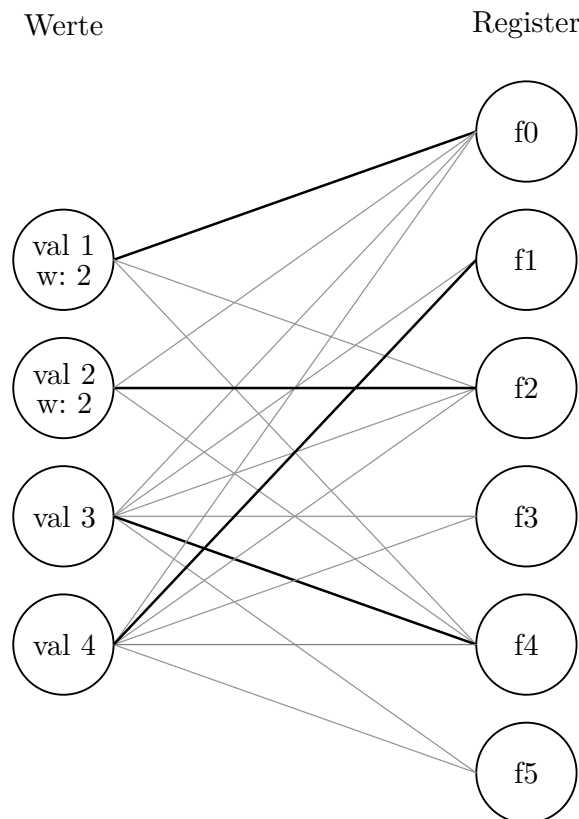 Werte
Register
f0
val 1
w: 2
f1
val 2
w: 2
f2
val 3
f3
val 4
f4
f5